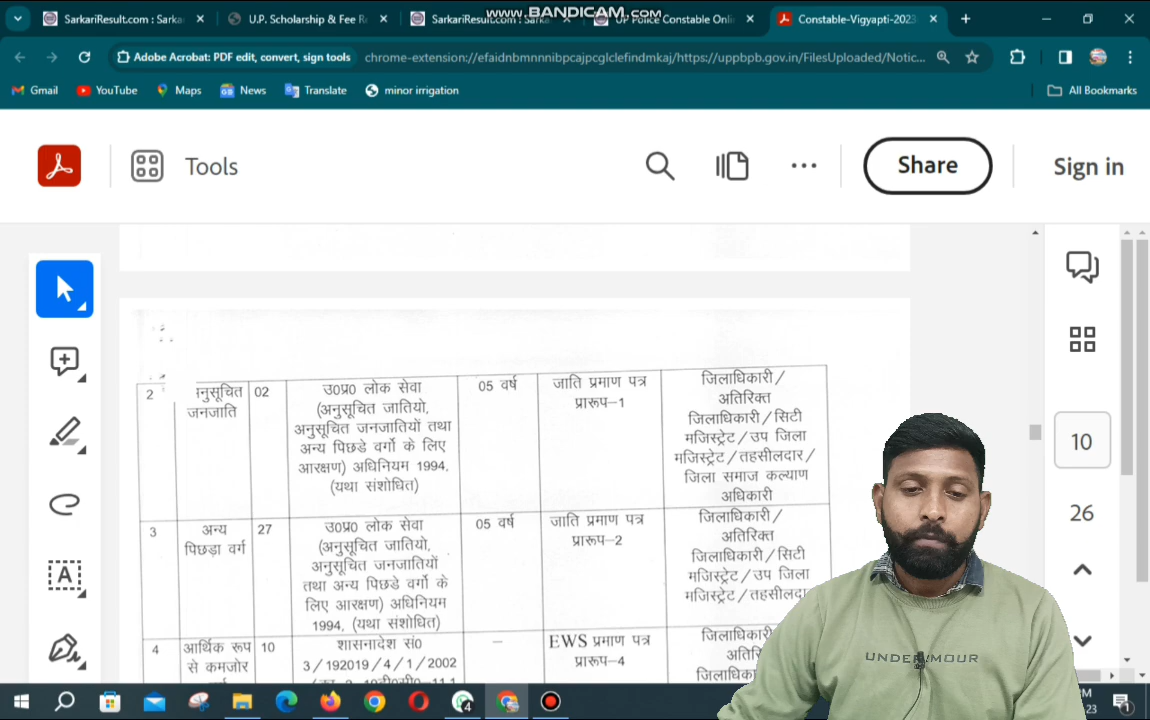 www.BANDICAM.com
SarkariResult.com : Sarka
U.P. Scholarship & Fee Re
SarkariResult.com : Sarka
UP Police Constable Onli
Constable-Vigyapti-2023
Adobe Acrobat: PDF edit, convert, sign tools
chrome-extension://efaidnbmnnnibpcajpcglclefindmkaj/https://uppbpb.gov.in/FilesUploaded/Notic...
Gmail
YouTube
Maps
News
Translate
minor irrigation
All Bookmarks
Tools
Share
Sign in
2
नुसूचित
जनजाति
02
उ0प्र0 लोक सेवा
(अनुसूचित जातियो,
अनुसूचित जनजातियों तथा
अन्य पिछडे वर्गो के लिए
आरक्षण) अधिनियम 1994,
(यथा संशोधित)
05 वर्ष
जाति प्रमाण पत्र
प्रारूप–1
जिलाधिकारी/
अतिरिक्त
जिलाधिकारी/सिटी
मजिस्ट्रेट/उप जिला
मजिस्ट्रेट/तहसीलदार/
जिला समाज कल्याण
अधिकारी
3
अन्य
पिछड़ा वर्ग
27
उ0प्र0 लोक सेवा
(अनुसूचित जातियो,
अनुसूचित जनजातियों
तथा अन्य पिछडे वर्गो के
लिए आरक्षण) अधिनियम
1994, (यथा संशोधित)
05 वर्ष
जाति प्रमाण पत्र
प्रारूप–2
जिलाधिकारी/
अतिरिक्त
जिलाधिकारी/सिटी
मजिस्ट्रेट/उप जिला
मजिस्ट्रेट/तहसीलदा
4
आर्थिक रूप
से कमजोर
10
शासनादेश सं0
3/192019/4/1/2002
–
EWS प्रमाण पत्र
प्रारूप–4
जिलाधिकारी
अतिरि
जिलाधिका
10
26
UNDER ARMOUR
4
1